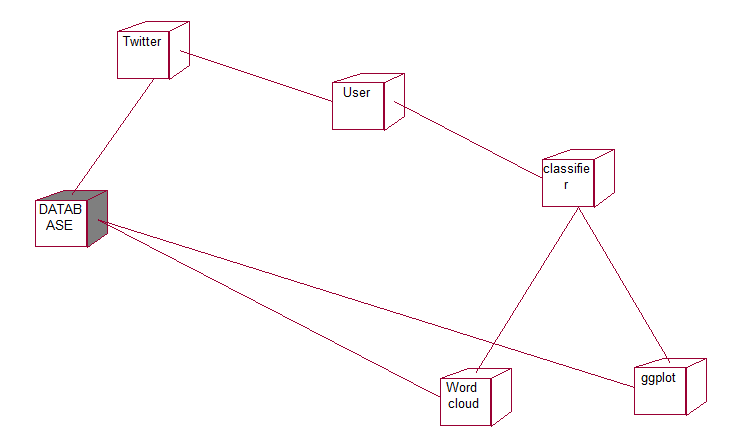 Twitter
User
classifie
r
DATAB
ASE
Word
cloud
ggplot